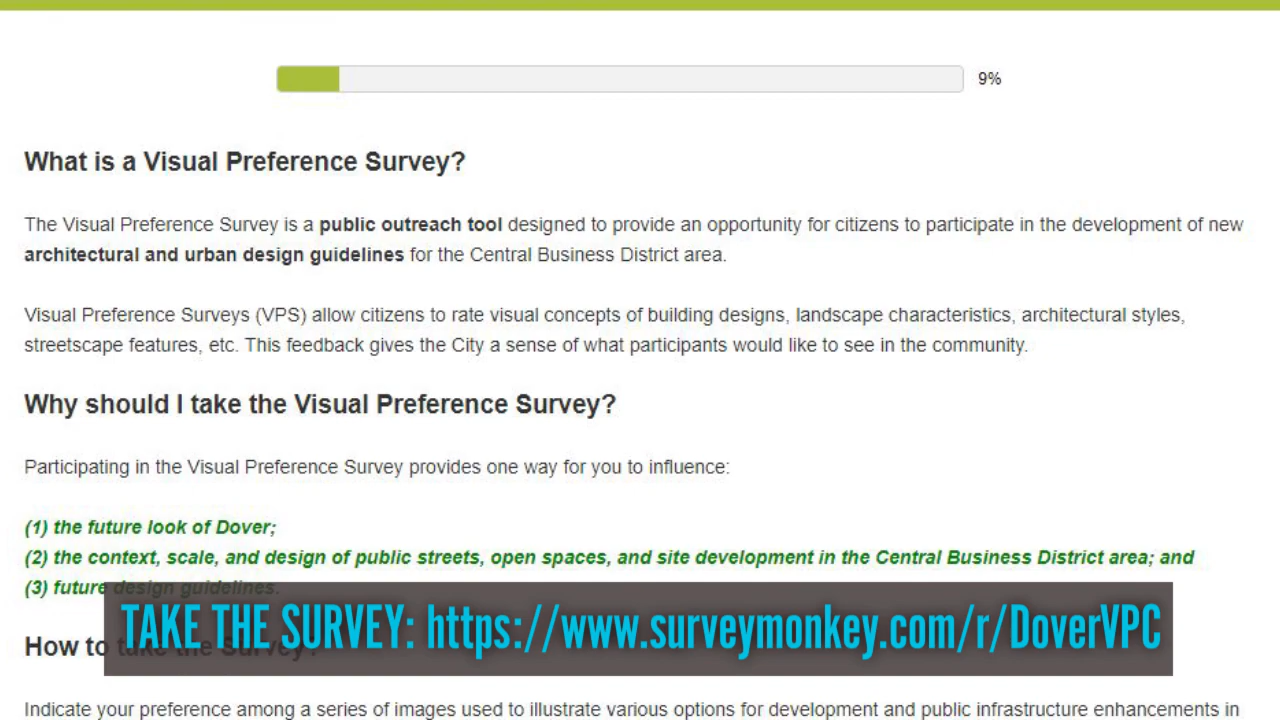 9%
What is a Visual Preference Survey?
The Visual Preference Survey is a public outreach tool designed to provide an opportunity for citizens to participate in the development of new
architectural and urban design guidelines for the Central Business District area.
Visual Preference Surveys (VPS) allow citizens to rate visual concepts of building designs, landscape characteristics, architectural styles,
streetscape features, etc. This feedback gives the City a sense of what participants would like to see in the community.
Why should I take the Visual Preference Survey?
Participating in the Visual Preference Survey provides one way for you to influence:
(1) the future look of Dover;
(2) the context, scale, and design of public streets, open spaces, and site development in the Central Business District area; and
(3) future design guidelines.
How to take the Survey?
TAKE THE SURVEY: https://www.surveymonkey.com/r/DoverVPC
Indicate your preference among a series of images used to illustrate various options for development and public infrastructure enhancements in